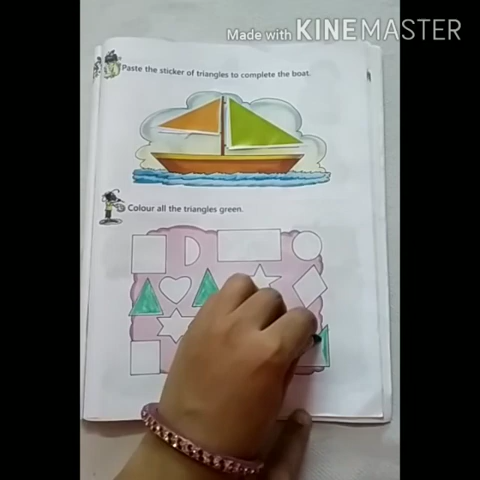 Made with KINEMASTER
Paste the sticker of triangles to complete the boat.
Colour all the triangles green.